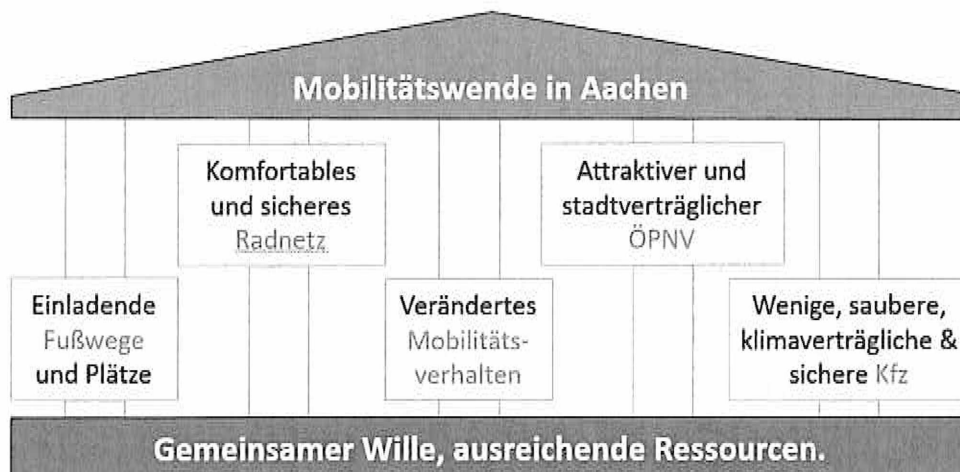 Mobilitätswende in Aachen
Komfortables
und sicheres
Radnetz
Attraktiver und
stadtverträglicher
ÖPNV
Einladende
Fußwege
und Plätze
Verändertes
Mobilitäts-
verhalten
Wenige, saubere,
klimaverträgliche &
sichere Kfz
Gemeinsamer Wille, ausreichende Ressourcen.